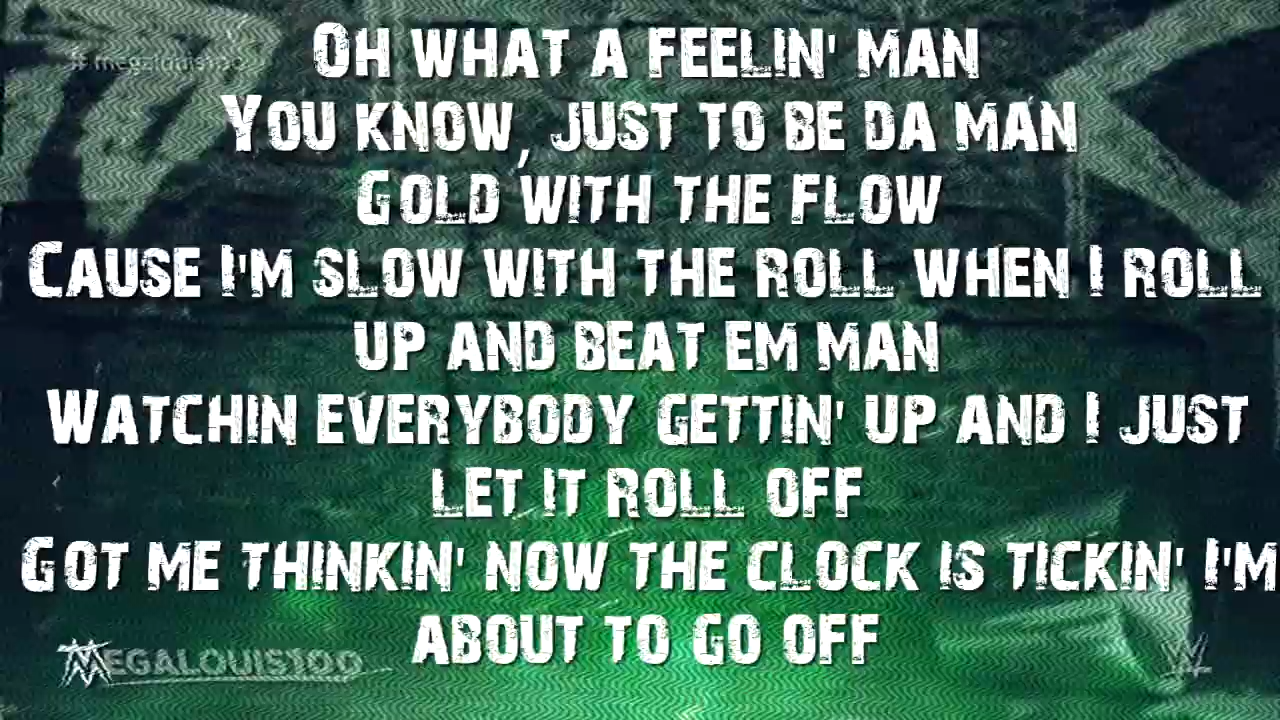 #megalouis100
OH WHAT A FEELIN' MAN
YOU KNOW, JUST TO BE DA MAN
GOLD WITH THE FLOW
CAUSE I'M SLOW WITH THE ROLL WHEN I ROLL
UP AND BEAT EM MAN
WATCHIN EVERYBODY GETTIN' UP AND I JUST
LET IT ROLL OFF
GOT ME THINKIN' NOW THE CLOCK IS TICKIN' I'M
ABOUT TO GO OFF
MEGALOUIS100
W